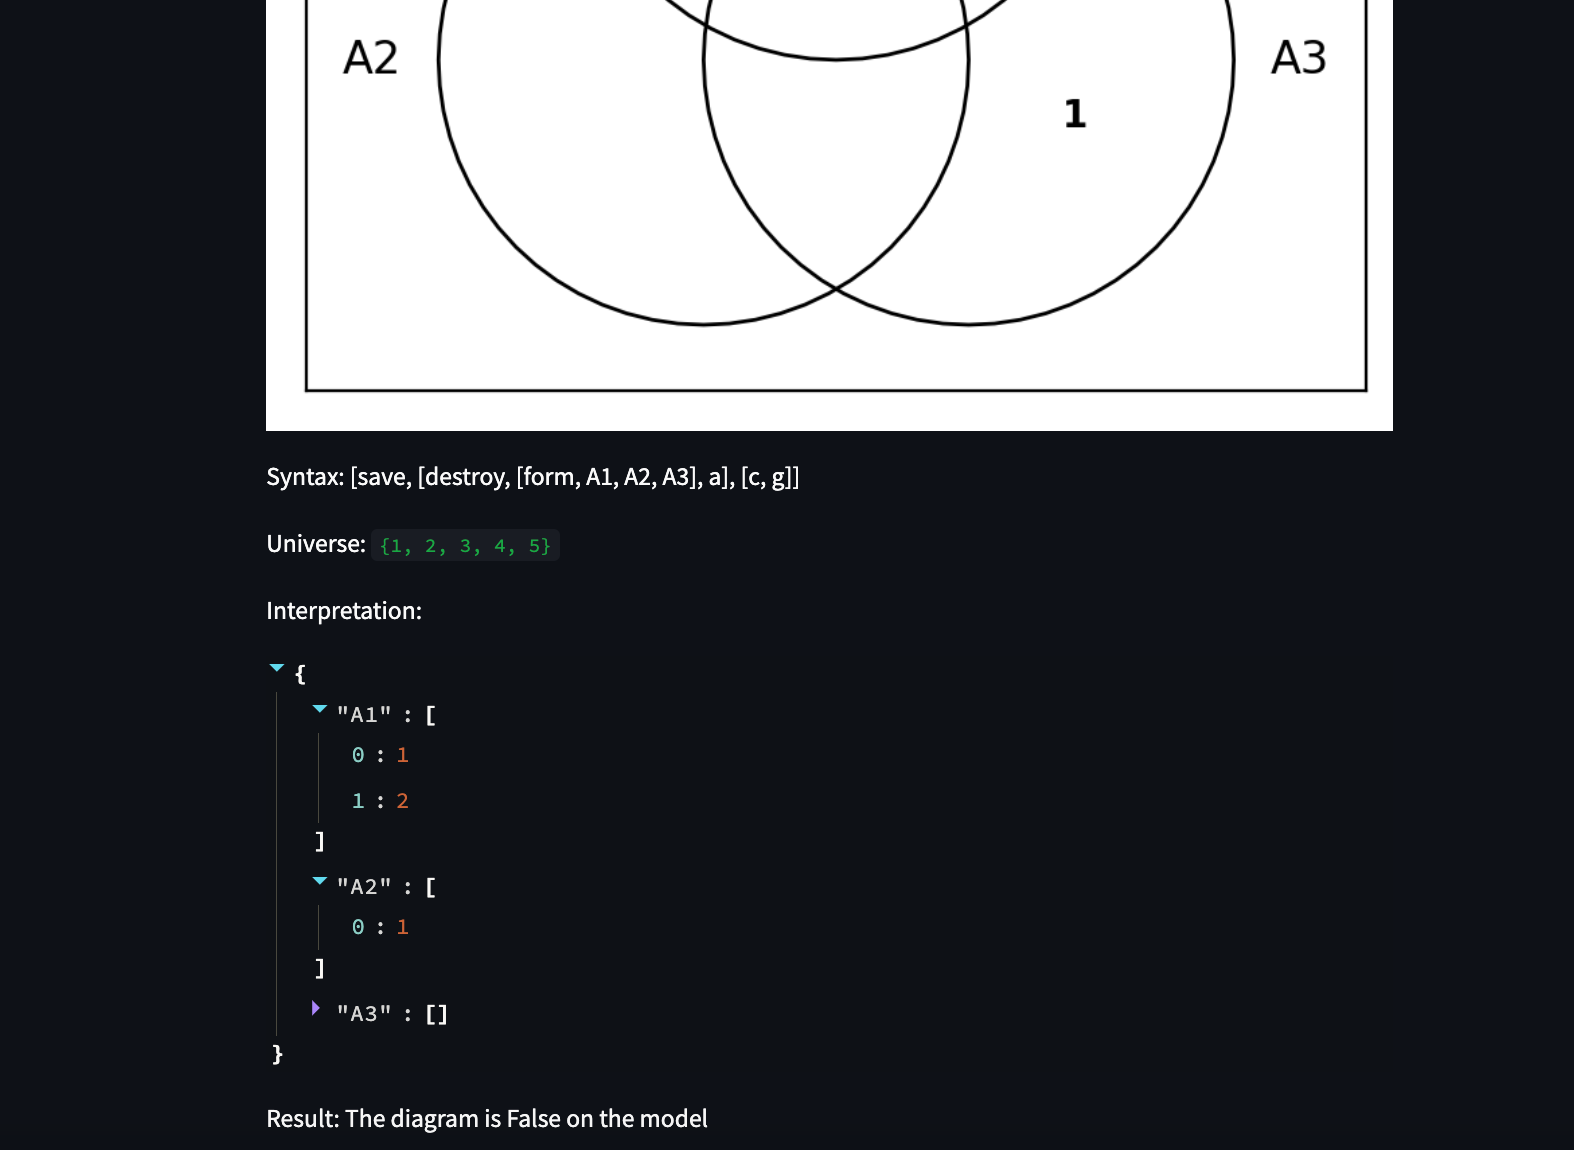 A2 A3
1
Syntax: [save, [destroy, [form, A1, A2, A3], a], [c, g]]
Universe: {1, 2, 3, 4, 5}
Interpretation:
{
"A1" : [
0 : 1
1 : 2
]
"A2" : [
0 : 1
]
"A3" : []
}
Result: The diagram is False on the model